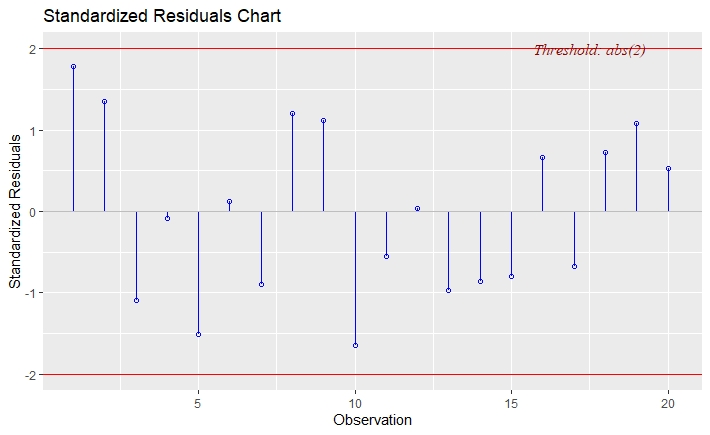 Standardized Residuals Chart
2
Threshold: abs(2)
1
0
-1
-2
Standardized Residuals
5
10
15
20
Observation